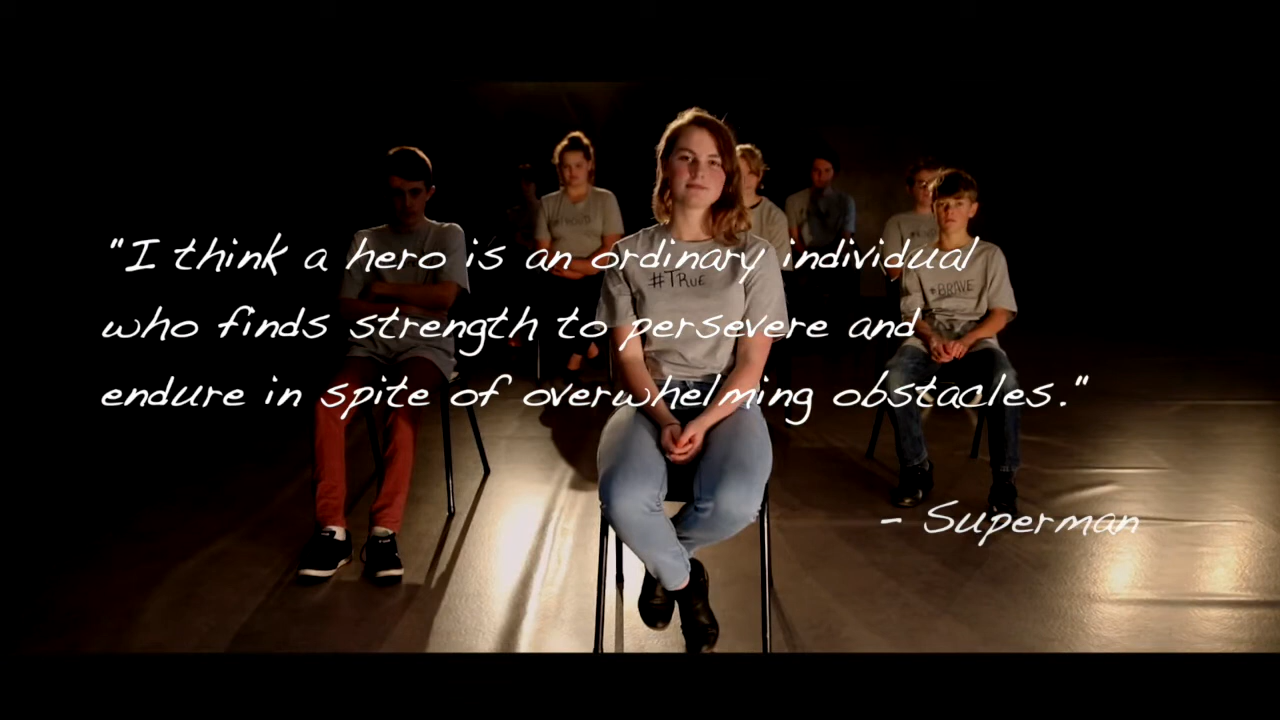 "I think a hero is an ordinary individual
who finds strength to persevere and
endure in spite of overwhelming obstacles."
- Superman
#TRUE
#BRAVE